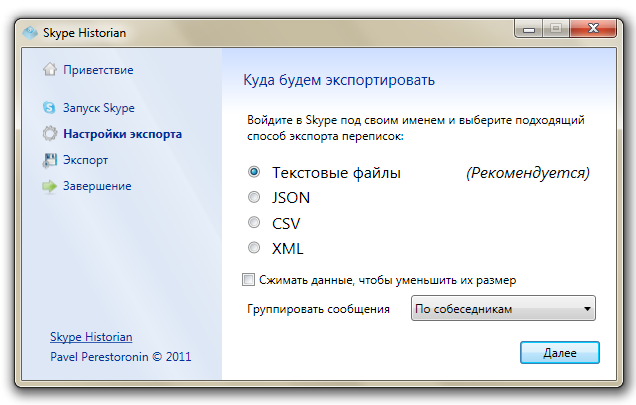 Skype Historian
Приветствие
Запуск Skype
Настройки экспорта
Экспорт
Завершение
Skype Historian
Pavel Perestoronin © 2011
Куда будем экспортировать
Войдите в Skype под своим именем и выберите подходящий
способ экспорта переписок:
Текстовые файлы (Рекомендуется)
JSON
CSV
XML
Сжимать данные, чтобы уменьшить их размер
Группировать сообщения По собеседникам
Далее